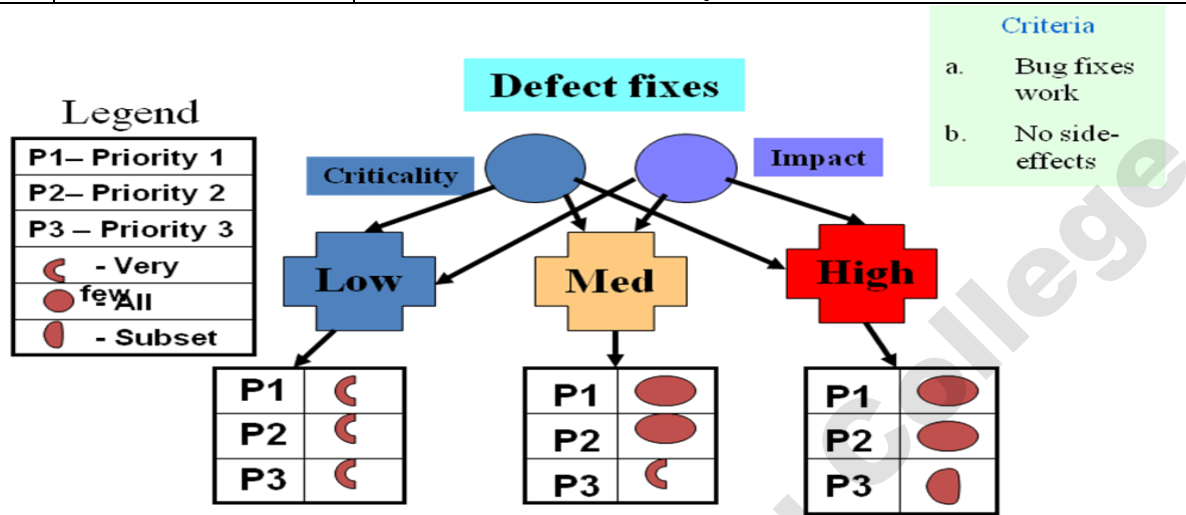 Criteria
a. Bug fixes
work
b. No side-
effects
Defect fixes
Legend
P1– Priority 1
P2– Priority 2
P3 – Priority 3
- Very
few
- All
- Subset
Criticality
Impact
Low
Med
High
P1
P2
P3
P1
P2
P3
P1
P2
P3
College